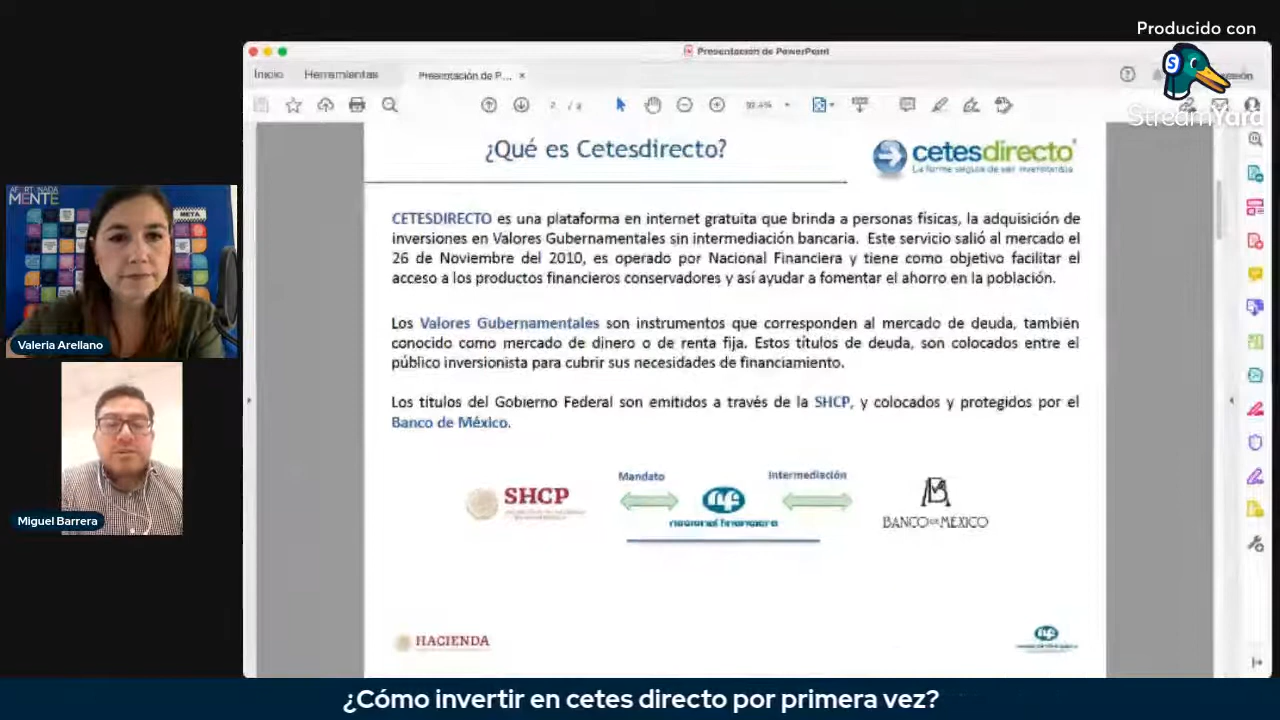 Producido con
StreamYard
Presentación de PowerPoint
Inicio
Herramientas
Presentación de P...
2 / 8
¿Qué es Cetesdirecto?
cetesdirecto
La forma segura de ser inversionista
CETESDIRECTO es una plataforma en internet gratuita que brinda a personas físicas, la adquisición de
inversiones en Valores Gubernamentales sin intermediación bancaria. Este servicio salió al mercado el
26 de Noviembre del 2010, es operado por Nacional Financiera y tiene como objetivo facilitar el
acceso a los productos financieros conservadores y así ayudar a fomentar el ahorro en la población.
Los Valores Gubernamentales son instrumentos que corresponden al mercado de deuda, también
conocido como mercado de dinero o de renta fija. Estos títulos de deuda, son colocados entre el
público inversionista para cubrir sus necesidades de financiamiento.
Los títulos del Gobierno Federal son emitidos a través de la SHCP, y colocados y protegidos por el
Banco de México.
SHCP
Mandato
nacional financiera
Intermediación
BANCO DE MÉXICO
HACIENDA
MENTE
META
Valeria Arellano
Miguel Barrera
¿Cómo invertir en cetes directo por primera vez?